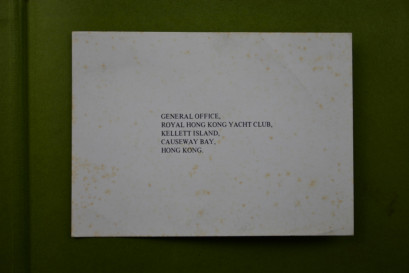 GENERAL OFFICE,
ROYAL HONG KONG YACHT CLUB,
KELLETT ISLAND,
CAUSEWAY BAY,
HONG KONG.